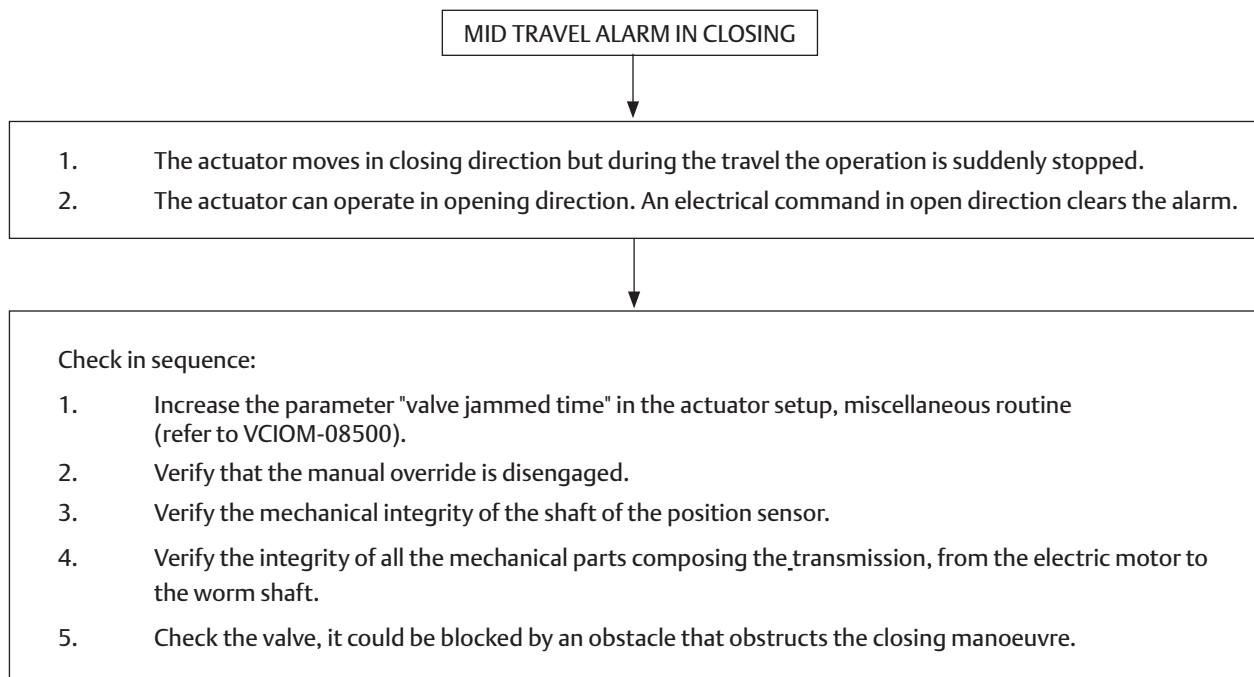 MID TRAVEL ALARM IN CLOSING
1. The actuator moves in closing direction but during the travel the operation is suddenly stopped.
2. The actuator can operate in opening direction. An electrical command in open direction clears the alarm.
Check in sequence:
1. Increase the parameter "valve jammed time" in the actuator setup, miscellaneous routine
(refer to VCIOM-08500).
2. Verify that the manual override is disengaged.
3. Verify the mechanical integrity of the shaft of the position sensor.
4. Verify the integrity of all the mechanical parts composing the transmission, from the electric motor to
the worm shaft.
5. Check the valve, it could be blocked by an obstacle that obstructs the closing manoeuvre.